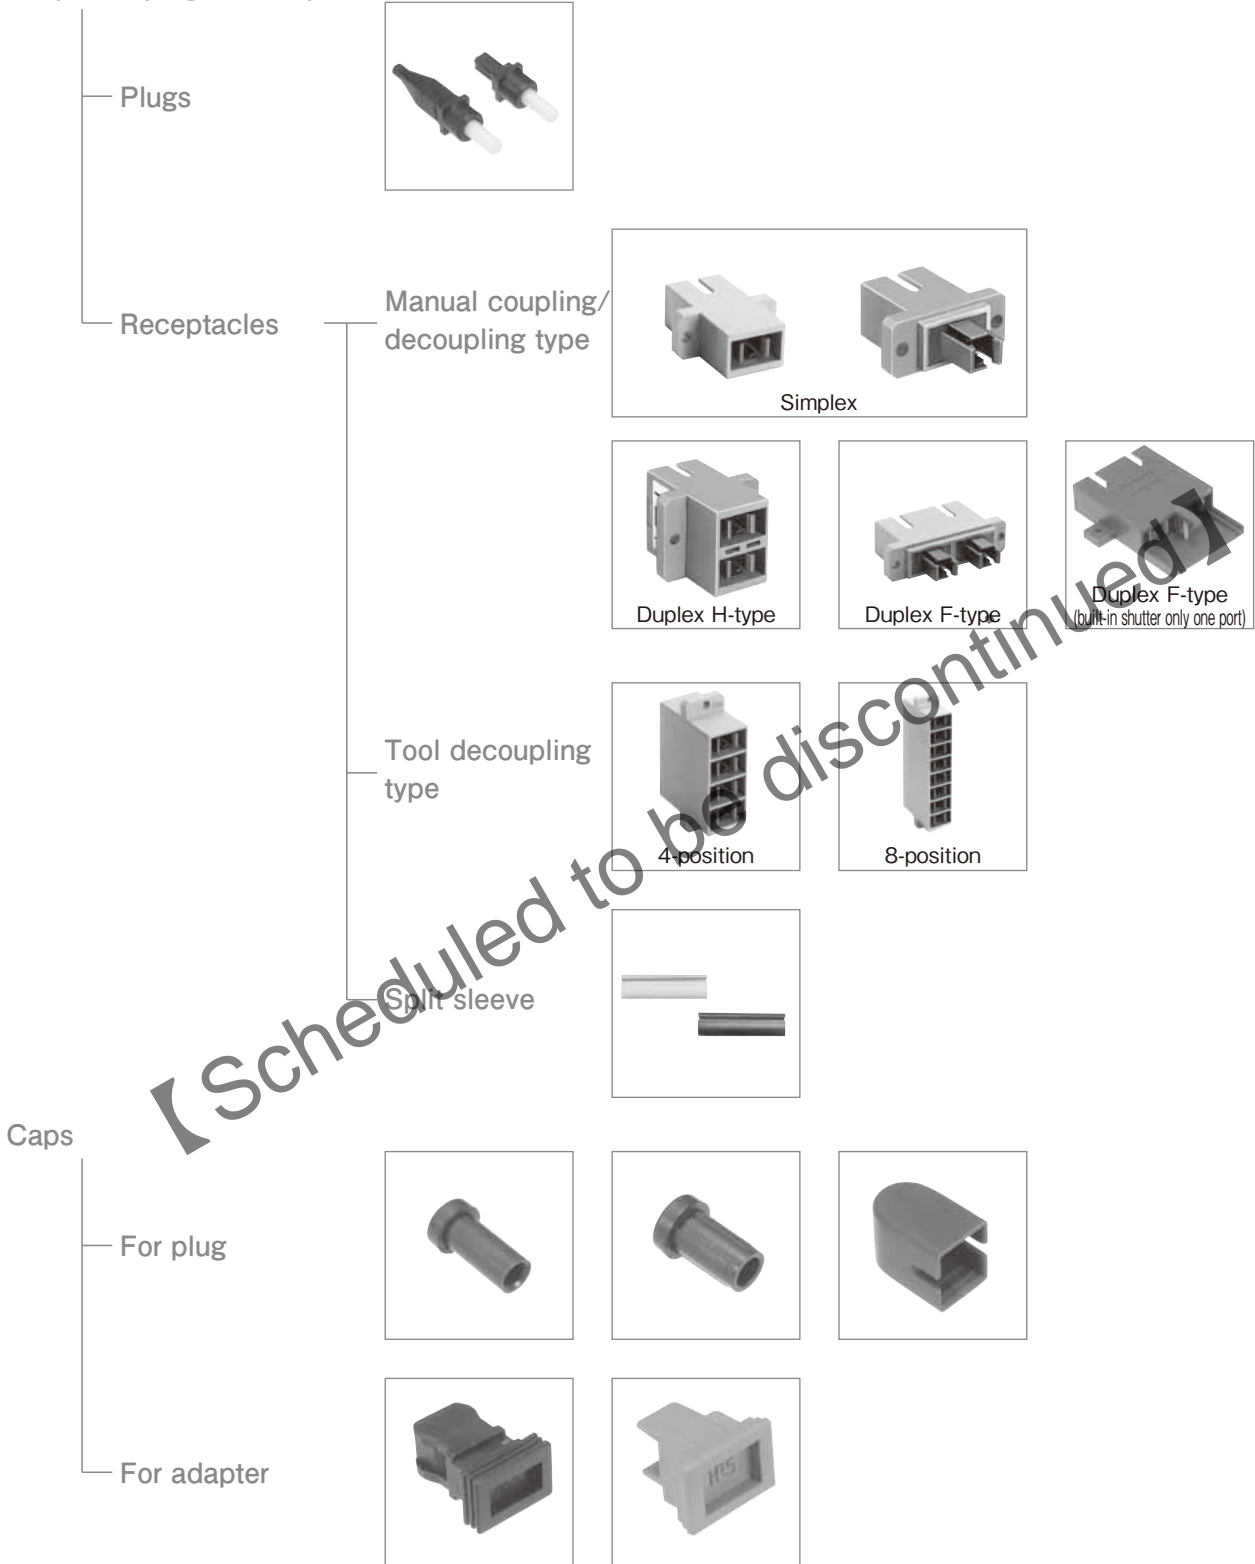 Plugs
Receptacles
Manual coupling/
decoupling type
Simplex
Duplex H-type
Duplex F-type
Duplex F-type
(built-in shutter only one port)
Tool decoupling
type
4-position
8-position
Split sleeve
Caps
For plug
For adapter
HRS
【Scheduled to be discontinued】